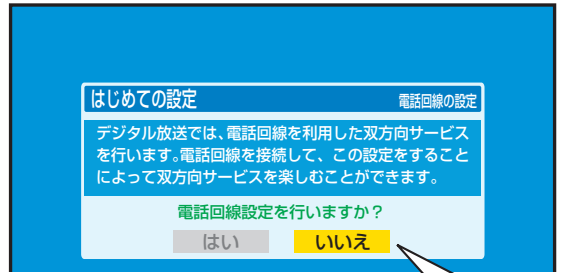 はじめての設定 電話回線の設定
デジタル放送では、電話回線を利用した双方向サービス
を行います。電話回線を接続して、この設定をすること
によって双方向サービスを楽しむことができます。
電話回線設定を行いますか？
はい いいえ